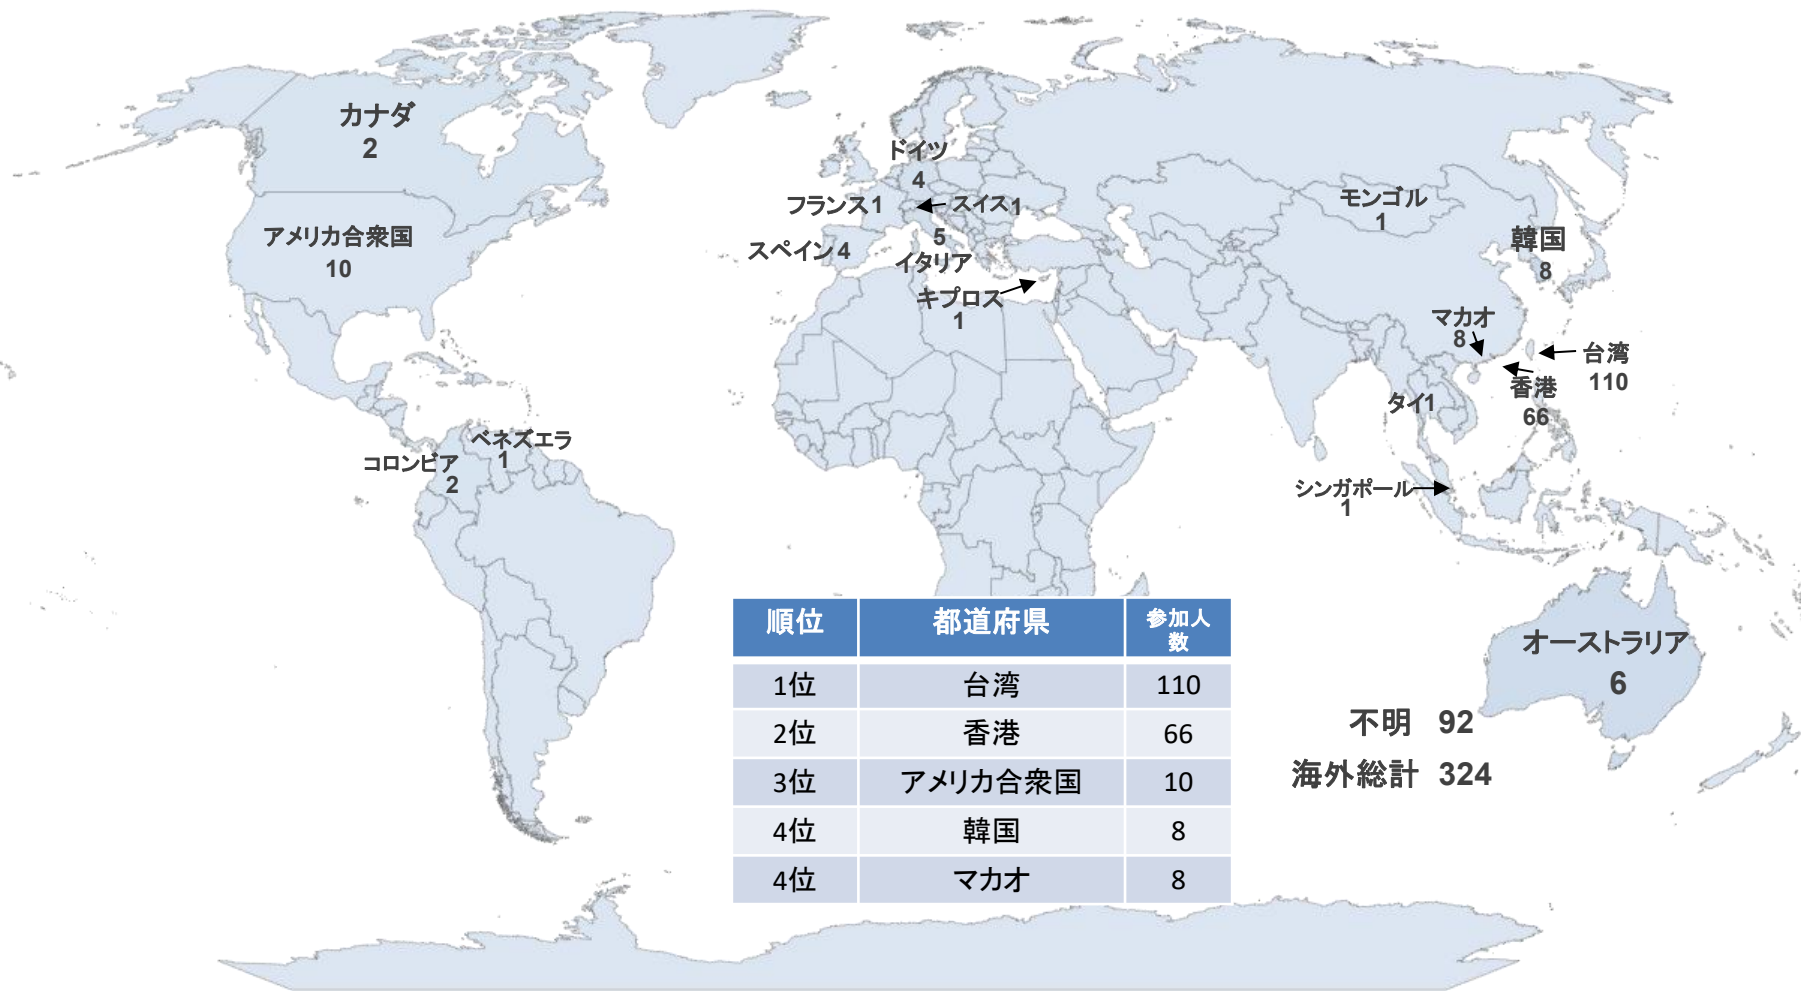 カナダ
2
アメリカ合衆国
10
ドイツ
4
フランス1
スイス1
スペイン4
5
イタリア
キプロス
1
モンゴル
1
韓国
8
マカオ
8
台湾
110
香港
66
タイ1
シンガポール
1
ベネズエラ
1
コロンビア
2
オーストラリア
6
不明 92
海外総計 324
順位 都道府県 参加人
数
1位 台湾 110
2位 香港 66
3位 アメリカ合衆国 10
4位 韓国 8
4位 マカオ 8